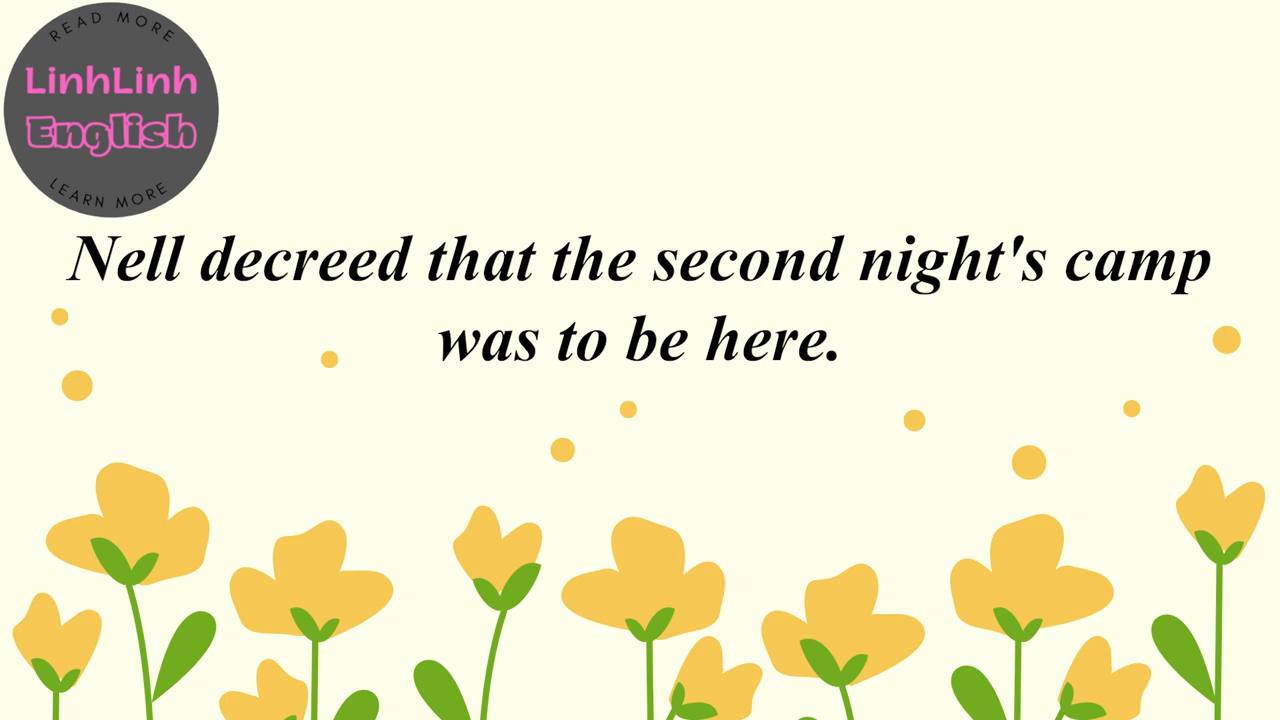 READ MORE
LinhLinh
English
LEARN MORE
Nell decreed that the second night's camp
was to be here.